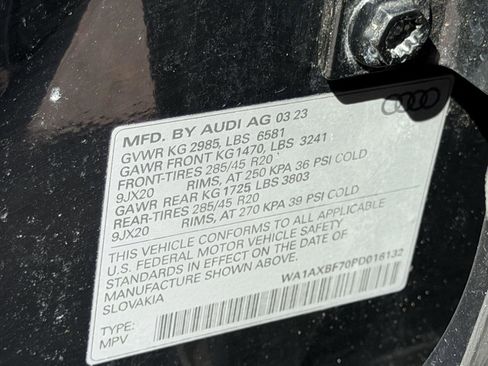 MFD. BY AUDI AG 03 23
GVWR KG 2985, LBS 6581
GAWR FRONT KG 1470, LBS 3241
FRONT-TIRES 285/45 R20
9JX20 RIMS, AT 250 KPA 36 PSI COLD
GAWR REAR KG 1725 LBS 3803
REAR-TIRES 285/45 R20
9JX20 RIMS, AT 270 KPA 39 PSI COLD
THIS VEHICLE CONFORMS TO ALL APPLICABLE
U.S. FEDERAL MOTOR VEHICLE SAFETY
STANDARDS IN EFFECT ON THE DATE OF
MANUFACTURE SHOWN ABOVE.
SLOVAKIA
WA1AXBF70PD016132
TYPE:
MPV